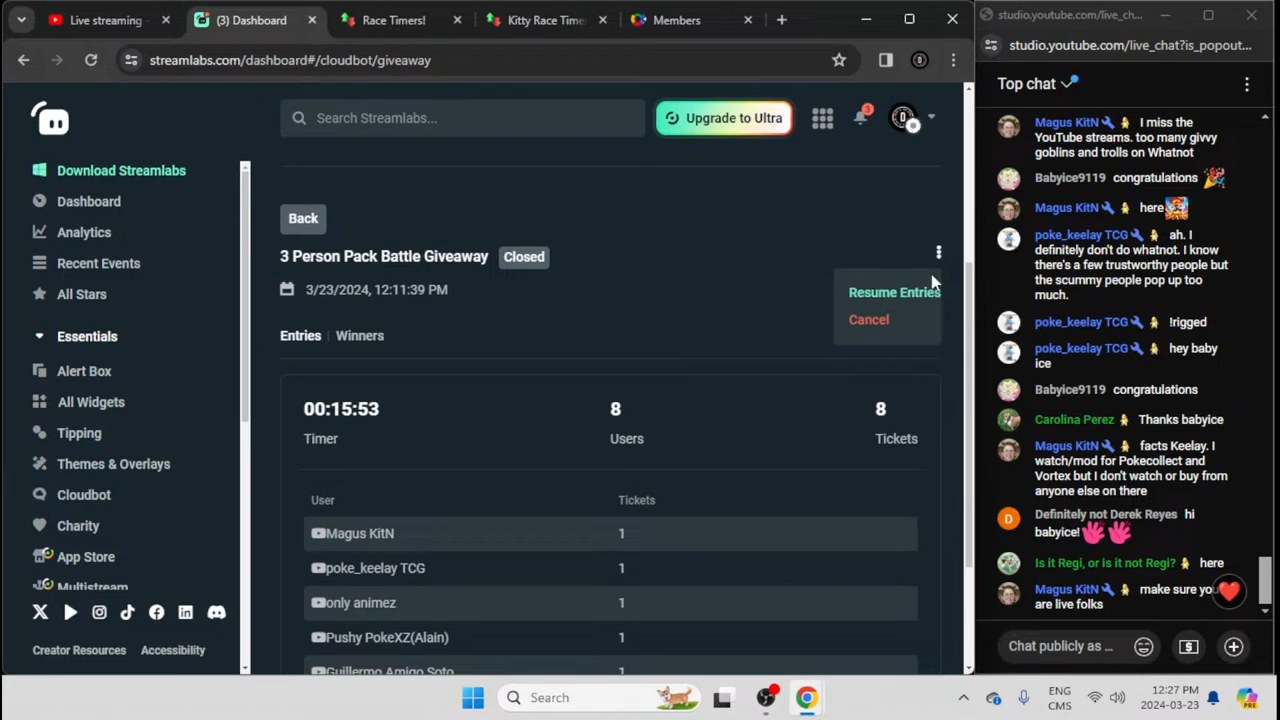 Live streaming
(3) Dashboard
Race Timers!
Kitty Race Time
Members
streamlabs.com/dashboard#/cloudbot/giveaway
Search Streamlabs...
Upgrade to Ultra
3
D
Download Streamlabs
Dashboard
Analytics
Recent Events
All Stars
Essentials
Alert Box
All Widgets
Tipping
Themes & Overlays
Cloudbot
Charity
App Store
Multistream
Creator Resources
Accessibility
Back
3 Person Pack Battle Giveaway
Closed
3/23/2024, 12:11:39 PM
Resume Entries
Cancel
Entries
Winners
00:15:53
8
8
Timer
Users
Tickets
User
Tickets
Magus KitN
1
poke_keelay TCG
1
only animez
1
Pushy PokeXZ(Alain)
1
Guillermo Amigo Soto
studio.youtube.com/live_ch...
studio.youtube.com/live_chat?is_popout...
Top chat
Magus KitN I miss the
YouTube streams. too many givvy
goblins and trolls on Whatnot
Babyice9119 congratulations
Magus KitN here
poke_keelay TCG ah. I
definitely don't do whatnot. I know
there's a few trustworthy people but
the scummy people pop up too
much.
poke_keelay TCG !rigged
poke_keelay TCG hey baby
ice
Babyice9119 congratulations
Carolina Perez Thanks babyice
Magus KitN facts Keelay. I
watch/mod for Pokecollect and
Vortex but I don't watch or buy from
anyone else on there
D
Definitely not Derek Reyes hi
babyice!
Is it Regi, or is it not Regi? here
Magus KitN make sure you
are live folks
Chat publicly as ...
Search
ENG
CMS
12:27 PM
2024-03-23
PRE